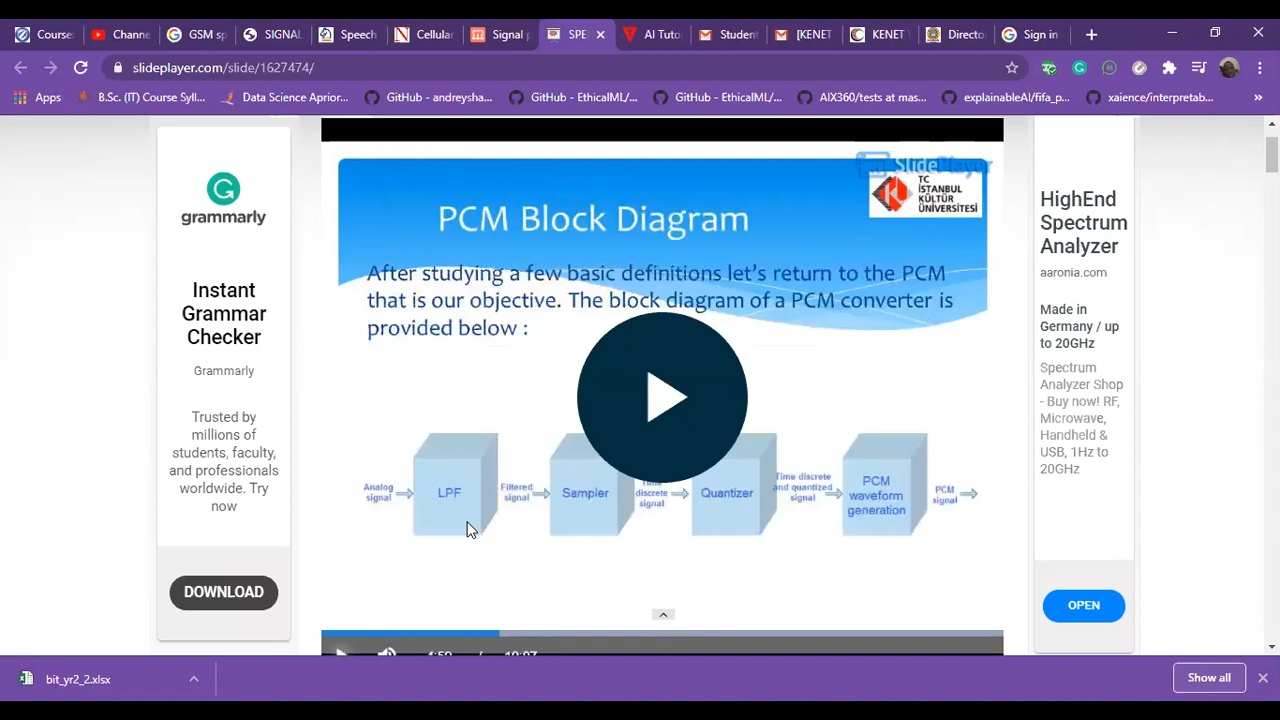 Course
Channe
GSM sp
SIGNAL
Speech
Cellular
Signal p
SPE
AI Tuto
Student
[KENET
KENET
Directo
Sign in
slideplayer.com/slide/1627474/
Apps
B.Sc. (IT) Course Syll...
Data Science Aprior...
GitHub - andreysha...
GitHub - EthicalML/...
GitHub - EthicalML/...
AIX360/tests at mas...
explainableAI/fifa_p...
xaience/interpretab...
grammarly
Instant
Grammar
Checker
Grammarly
Trusted by
millions of
students, faculty,
and professionals
worldwide. Try
now
DOWNLOAD
SlidePlayer
TC
İSTANBUL
KÜLTÜR
ÜNİVERSİTESİ
PCM Block Diagram
After studying a few basic definitions let's return to the PCM
that is our objective. The block diagram of a PCM converter is
provided below :
Analog
signal
LPF
Filtered
signal
Sampler
Time
discrete
signal
Quantizer
Time discrete
and quantized
signal
PCM
waveform
generation
PCM
signal
HighEnd
Spectrum
Analyzer
aaronia.com
Made in
Germany / up
to 20GHz
Spectrum
Analyzer Shop
- Buy now! RF,
Microwave,
Handheld &
USB, 1Hz to
20GHz
OPEN
bit_yr2_2.xlsx
Show all